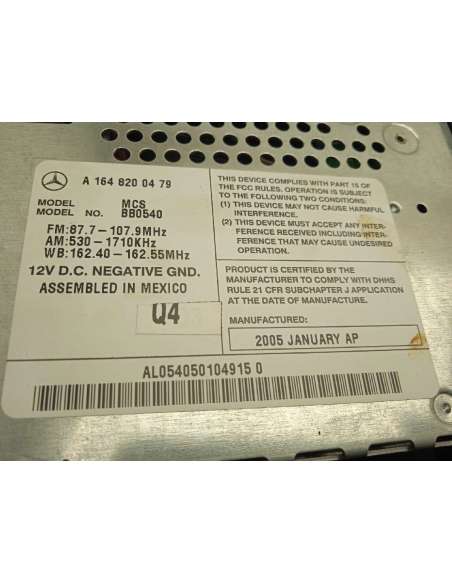 A 164 820 04 79
MODEL MCS
MODEL NO. BB0540
FM:87.7-107.9MHz
AM:530-1710KHz
WB:162.40-162.55MHz
12V D.C. NEGATIVE GND.
ASSEMBLED IN MEXICO
Q4
THIS DEVICE COMPLIES WITH PART 15 OF
THE FCC RULES. OPERATION IS SUBJECT
TO THE FOLLOWING TWO CONDITIONS:
(1) THIS DEVICE MAY NOT CAUSE HARMFUL
INTERFERENCE, AND
(2) THIS DEVICE MUST ACCEPT ANY INTER-
FERENCE RECEIVED INCLUDING INTER-
FERENCE THAT MAY CAUSE UNDESIRED
OPERATION.
PRODUCT IS CERTIFIED BY THE
MANUFACTURER TO COMPLY WITH DHHS
RULE 21 CFR SUBCHAPTER J APPLICATION
AT THE DATE OF MANUFACTURE.
MANUFACTURED:
2005 JANUARY AP
AL054050104915 0